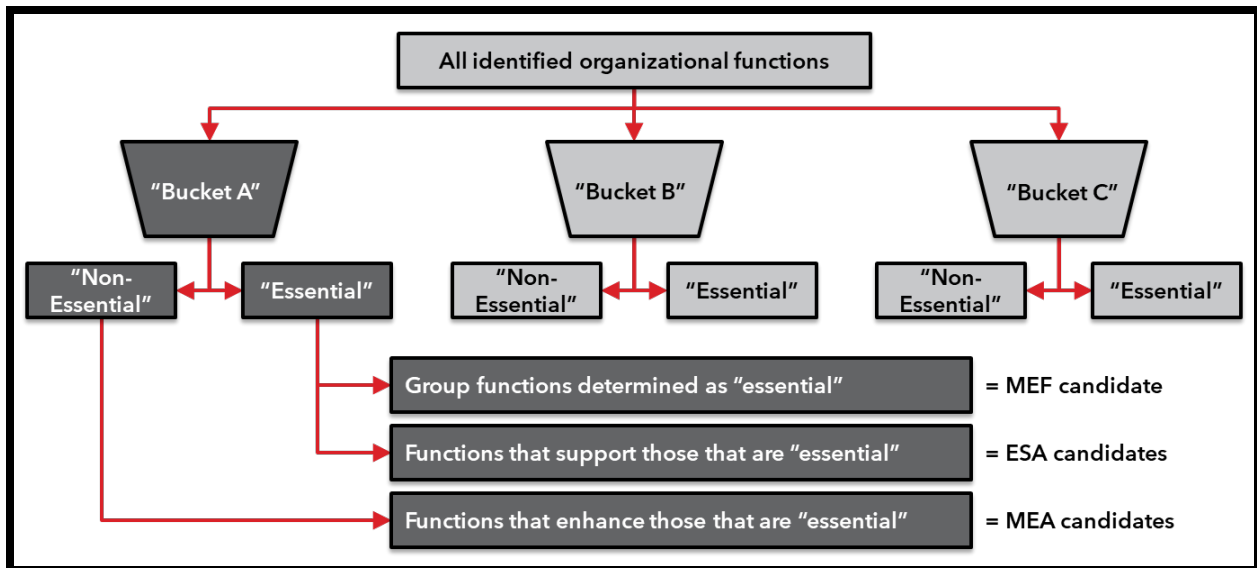 All identified organizational functions
“Bucket A”
“Bucket B”
“Bucket C”
“Non-
Essential”
“Essential”
“Non-
Essential”
“Essential”
“Non-
Essential”
“Essential”
Group functions determined as “essential”
= MEF candidate
Functions that support those that are “essential”
= ESA candidates
Functions that enhance those that are “essential”
= MEA candidates